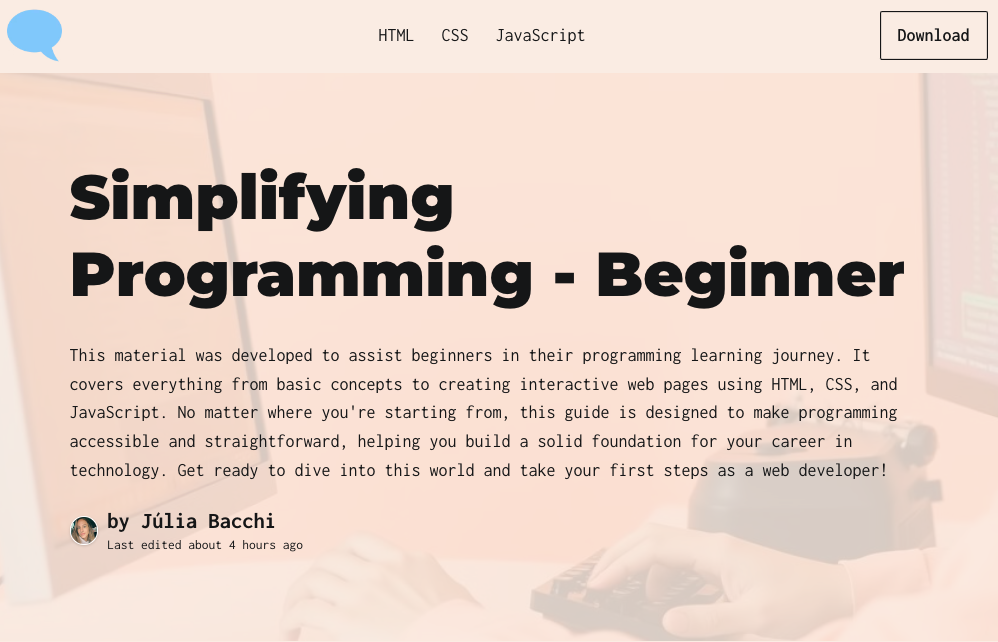 HTML CSS JavaScript Download
Simplifying
Programming - Beginner
This material was developed to assist beginners in their programming learning journey. It
covers everything from basic concepts to creating interactive web pages using HTML, CSS, and
JavaScript. No matter where you're starting from, this guide is designed to make programming
accessible and straightforward, helping you build a solid foundation for your career in
technology. Get ready to dive into this world and take your first steps as a web developer!
by Júlia Bacchi
Last edited about 4 hours ago